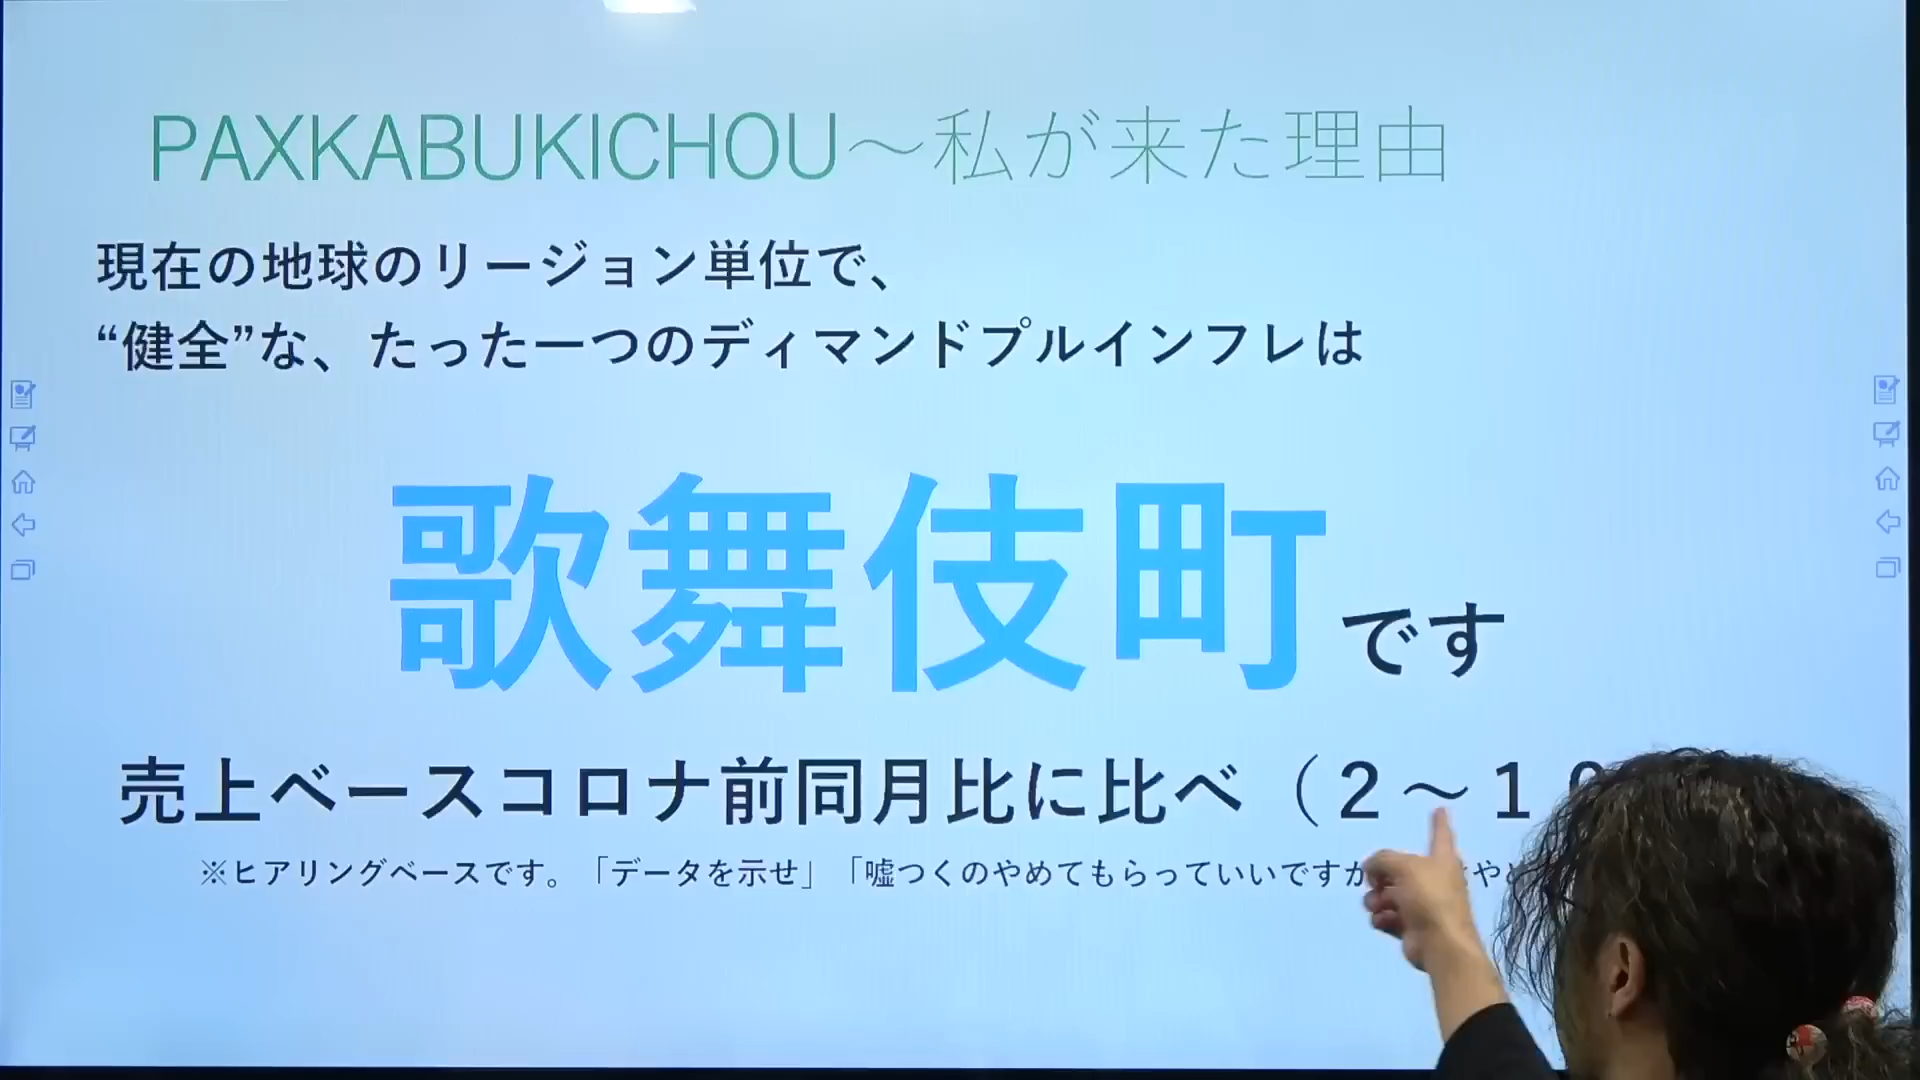 PAXKABUKICHOU〜私が来た理由
現在の地球のリージョン単位で、
“健全”な、たった一つのディマンドプルインフレは
歌舞伎町です
売上ベースコロナ前同月比に比べ（２〜１
※ヒアリングベースです。「データを示せ」「嘘つくのやめてもらっていいですか